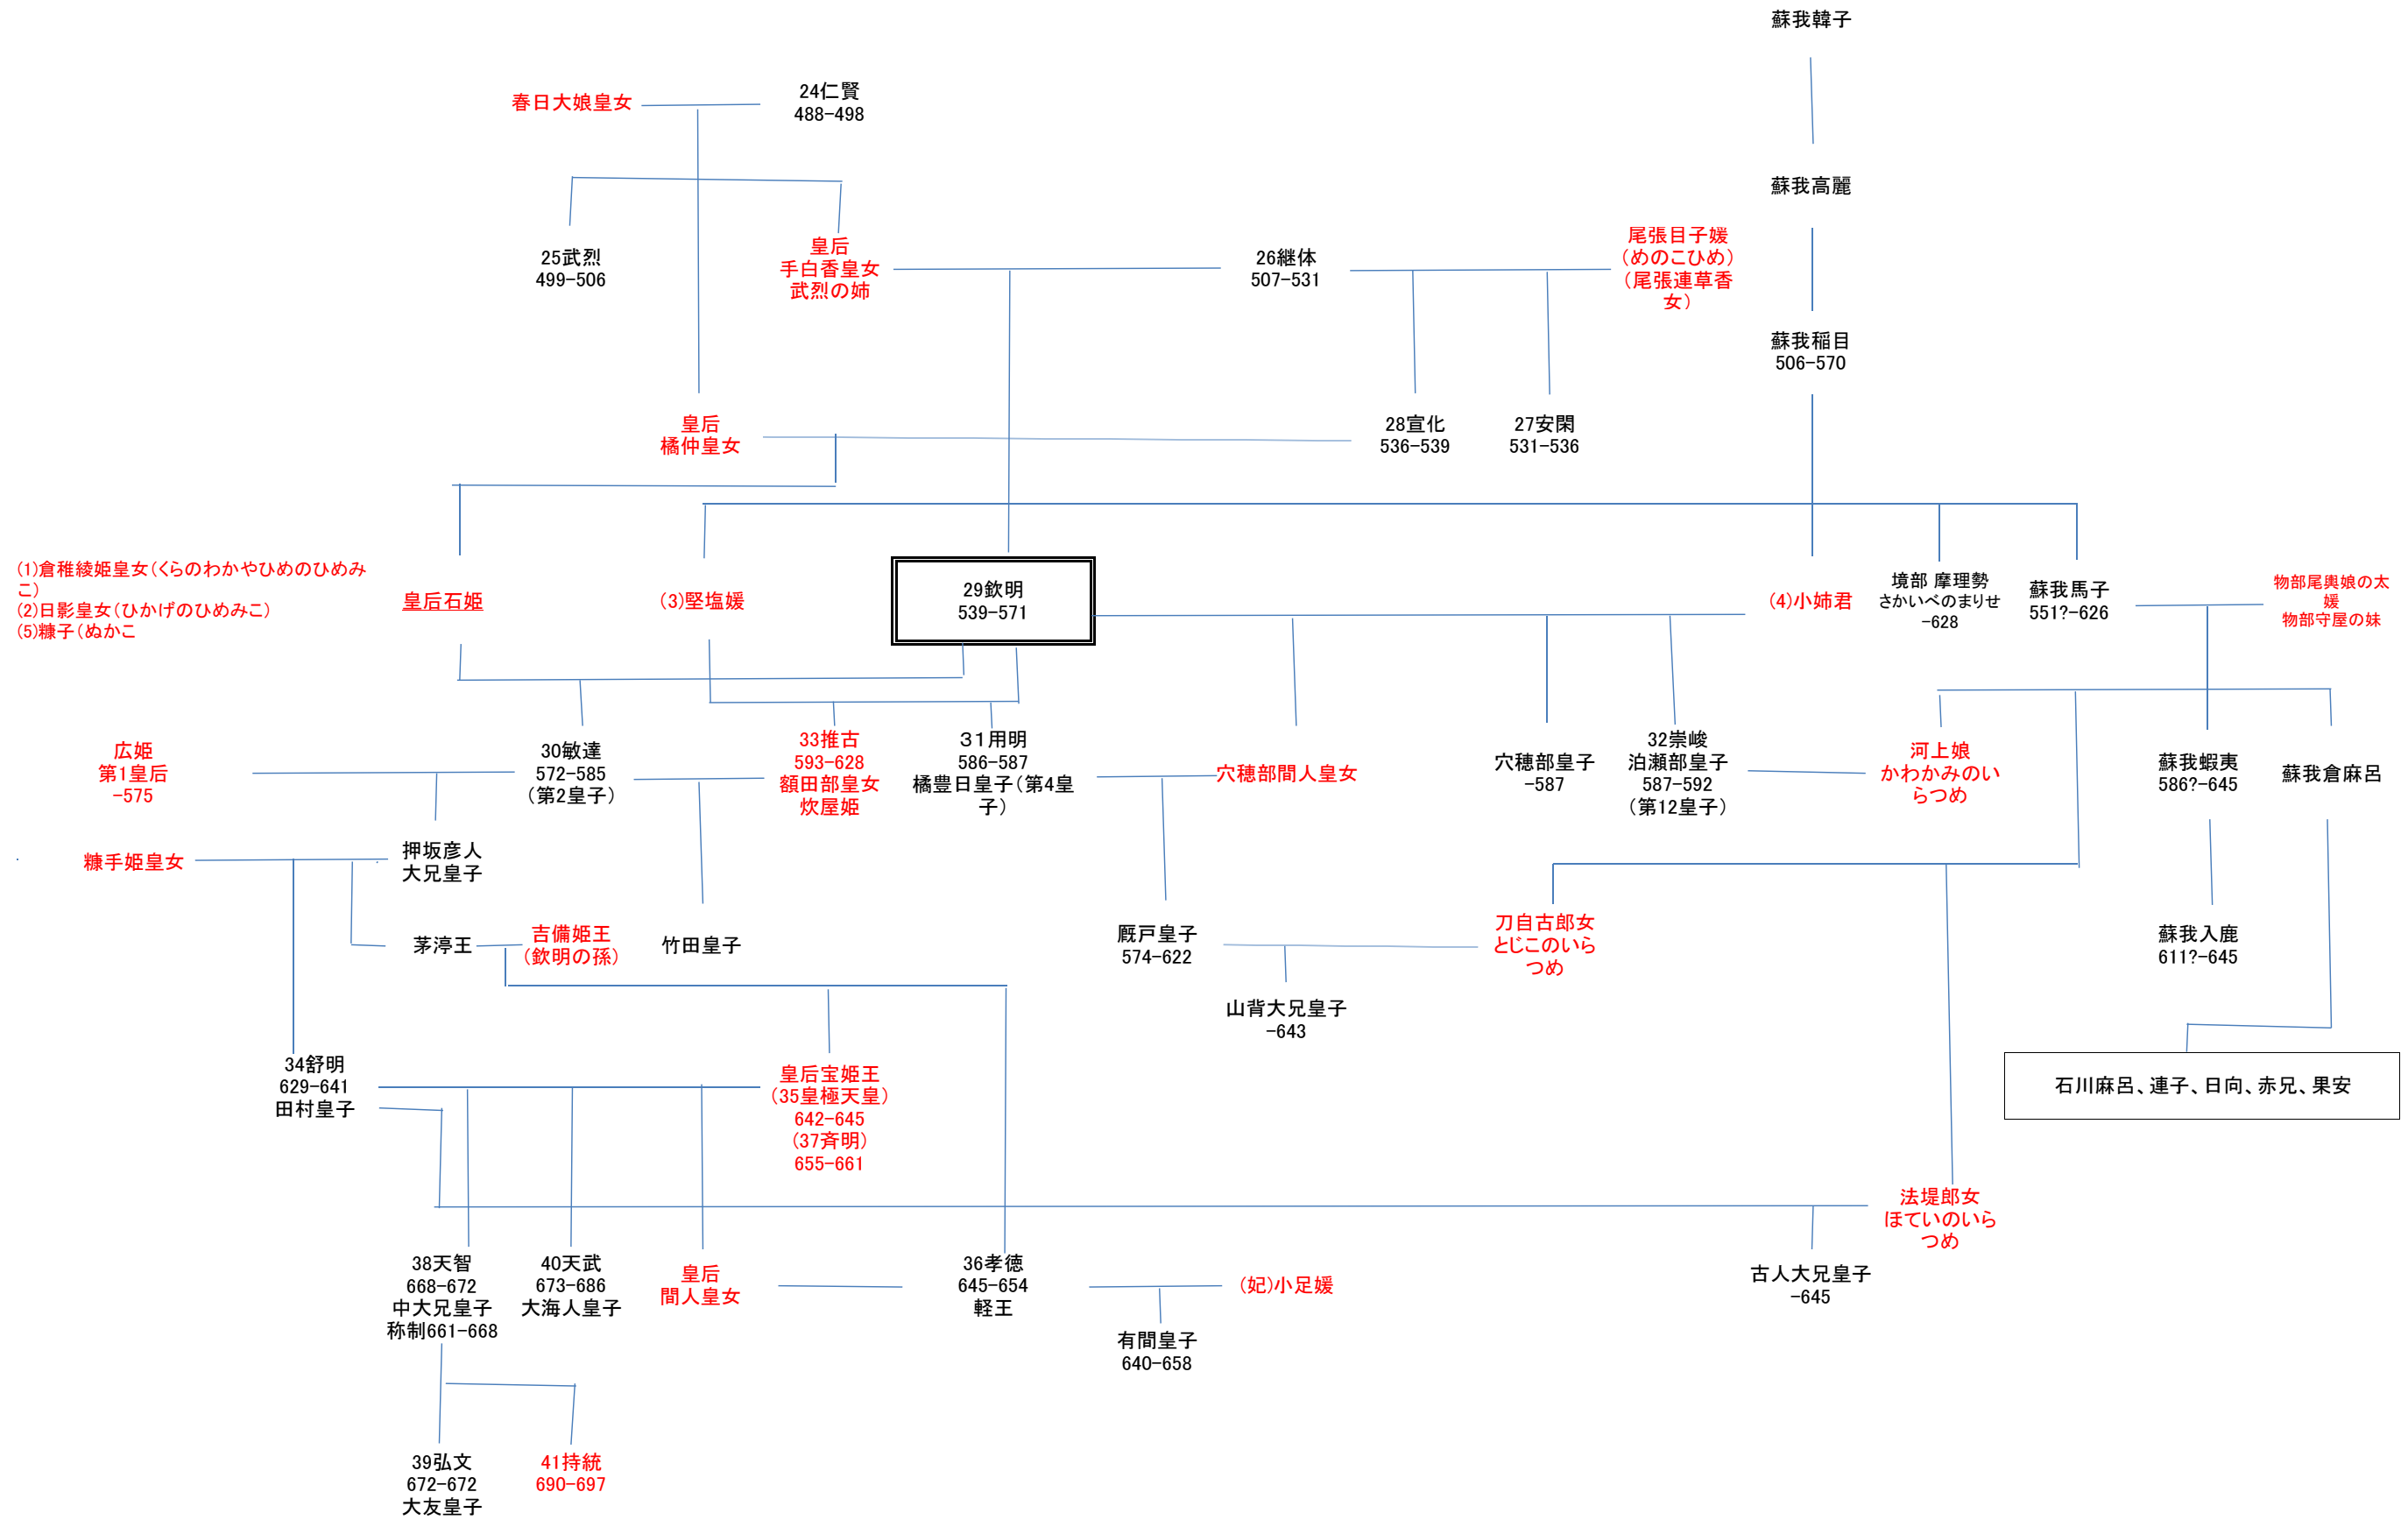 蘇我韓子
春日大娘皇女
24仁賢
488-498
蘇我高麗
25武烈
499-506
皇后
手白香皇女
武烈の姉
26継体
507-531
尾張目子媛
(めのこひめ)
(尾張連草香
女)
蘇我稲目
506-570
皇后
橘仲皇女
28宣化
536-539
27安閑
531-536
(1)倉稚綾姫皇女(くらのわかやひめのひめみ
こ)
(2)日影皇女(ひかげのひめみこ)
(5)糠子(ぬかこ
皇后石姫
(3)堅塩媛
29欽明
539-571
(4)小姉君
境部 摩理勢
さかいべのまりせ
-628
蘇我馬子
551?-626
物部尾輿娘の太
媛
物部守屋の妹
広姫
第1皇后
-575
30敏達
572-585
(第2皇子)
33推古
593-628
額田部皇女
炊屋姫
31用明
586-587
橘豊日皇子(第4皇
子)
穴穂部間人皇女
穴穂部皇子
-587
32崇峻
泊瀬部皇子
587-592
(第12皇子)
河上娘
かわかみのい
らつめ
蘇我蝦夷
586?-645
蘇我倉麻呂
糠手姫皇女
押坂彦人
大兄皇子
茅渟王
吉備姫王
(欽明の孫)
竹田皇子
厩戸皇子
574-622
刀自古郎女
とじこのいら
つめ
蘇我入鹿
611?-645
山背大兄皇子
-643
34舒明
629-641
田村皇子
皇后宝姫王
(35皇極天皇)
642-645
(37斉明)
655-661
石川麻呂、連子、日向、赤兄、果安
法堤郎女
ほていのいら
つめ
38天智
668-672
中大兄皇子
称制661-668
40天武
673-686
大海人皇子
皇后
間人皇女
36孝徳
645-654
軽王
(妃)小足媛
古人大兄皇子
-645
有間皇子
640-658
39弘文
672-672
大友皇子
41持統
690-697